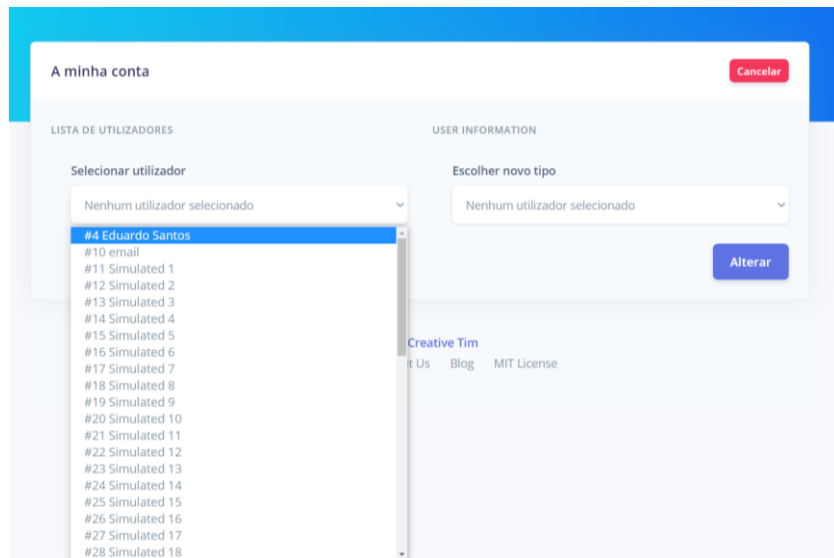 A minha conta
Cancelar
LISTA DE UTILIZADORES
USER INFORMATION
Selecionar utilizador
Escolher novo tipo
Nenhum utilizador selecionado
Nenhum utilizador selecionado
#4 Eduardo Santos
#10 email
#11 Simulated 1
#12 Simulated 2
#13 Simulated 3
#14 Simulated 4
#15 Simulated 5
#16 Simulated 6
#17 Simulated 7
#18 Simulated 8
#19 Simulated 9
#20 Simulated 10
#21 Simulated 11
#22 Simulated 12
#23 Simulated 13
#24 Simulated 14
#25 Simulated 15
#26 Simulated 16
#27 Simulated 17
#28 Simulated 18
Alterar
Creative Tim
t Us Blog MIT License